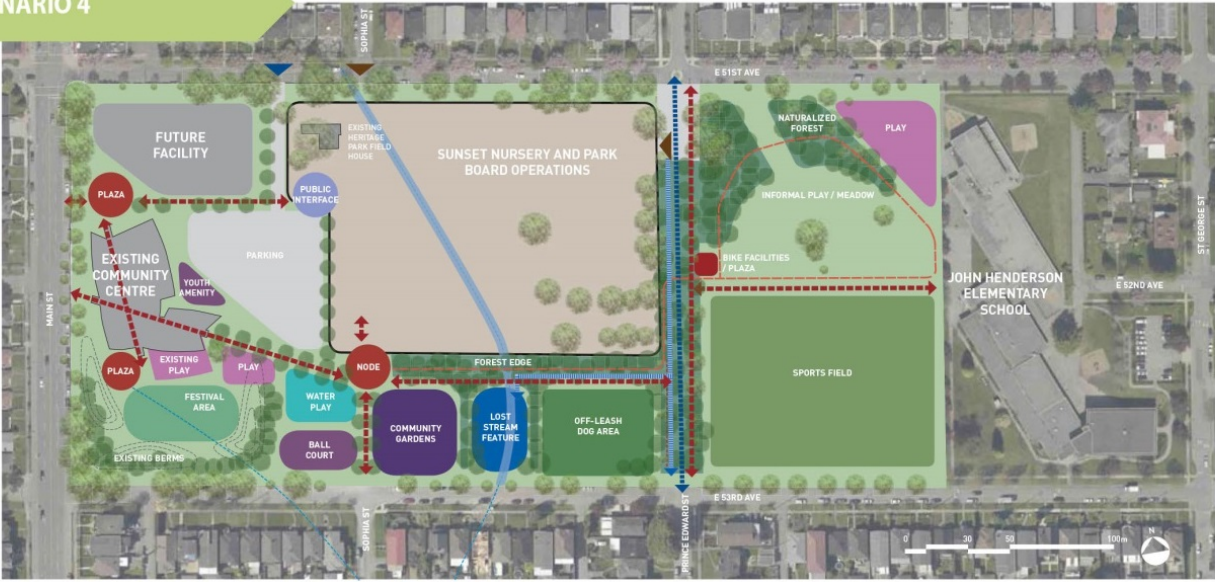 NARIO 4
SOPHIA ST
E 51ST AVE
FUTURE
FACILITY
EXISTING
HERITAGE
PARK FIELD
HOUSE
SUNSET NURSERY AND PARK
BOARD OPERATIONS
NATURALIZED
FOREST
PLAY
PLAZA
PUBLIC
INTERFACE
INFORMAL PLAY / MEADOW
EXISTING
COMMUNITY
CENTRE
PARKING
YOUTH
AMENITY
BIKE FACILITIES
/ PLAZA
MAIN ST
ST GEORGE ST
E 52ND AVE
JOHN HENDERSON
ELEMENTARY
SCHOOL
PLAZA
EXISTING
PLAY
PLAY
NODE
FOREST EDGE
SPORTS FIELD
FESTIVAL
AREA
WATER
PLAY
COMMUNITY
GARDENS
LOST
STREAM
FEATURE
OFF-LEASH
DOG AREA
BALL
COURT
EXISTING BERMS
E 53RD AVE
SOPHIA ST
PRINCE EDWARD ST
0 30 50 100m
N